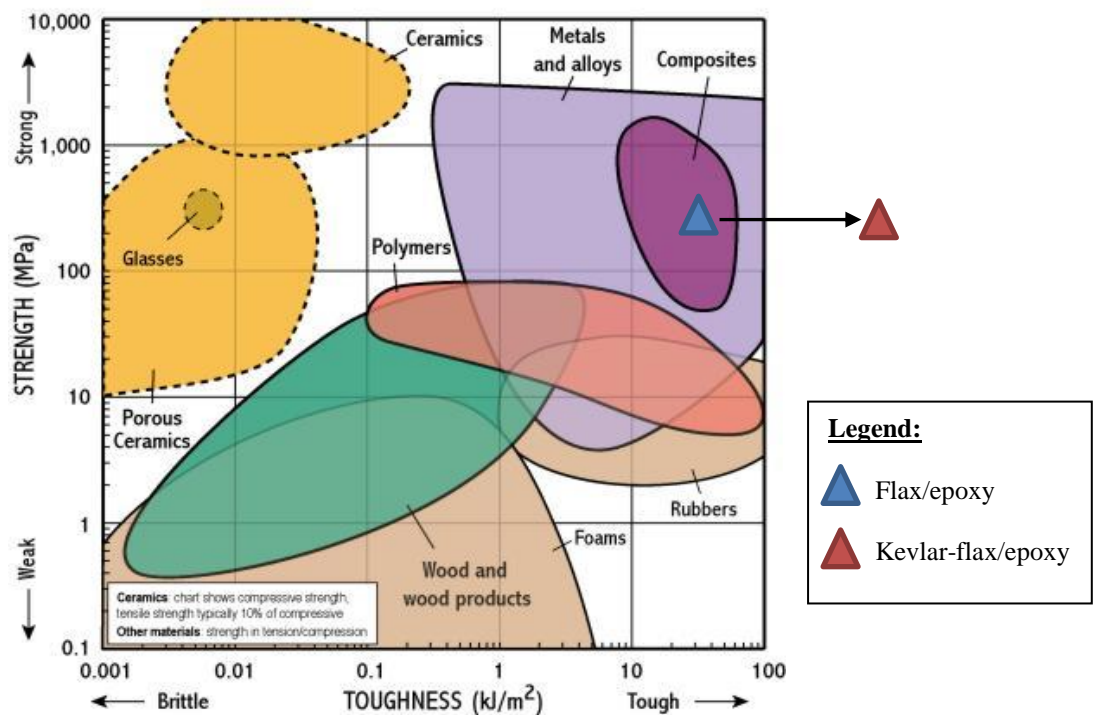 10,000
1,000
100
10
1
0.1
Strong
STRENGTH (MPa)
Weak
Ceramics
Metals
and alloys
Composites
Glasses
Polymers
Porous
Ceramics
Rubbers
Foams
Wood and
wood products
Ceramics: chart shows compressive strength,
tensile strength typically 10% of compressive
Other materials: strength in tension/compression
0.001
0.01
0.1
1
10
100
Brittle
TOUGHNESS (kJ/m²)
Tough
Legend:
Flax/epoxy
Kevlar-flax/epoxy